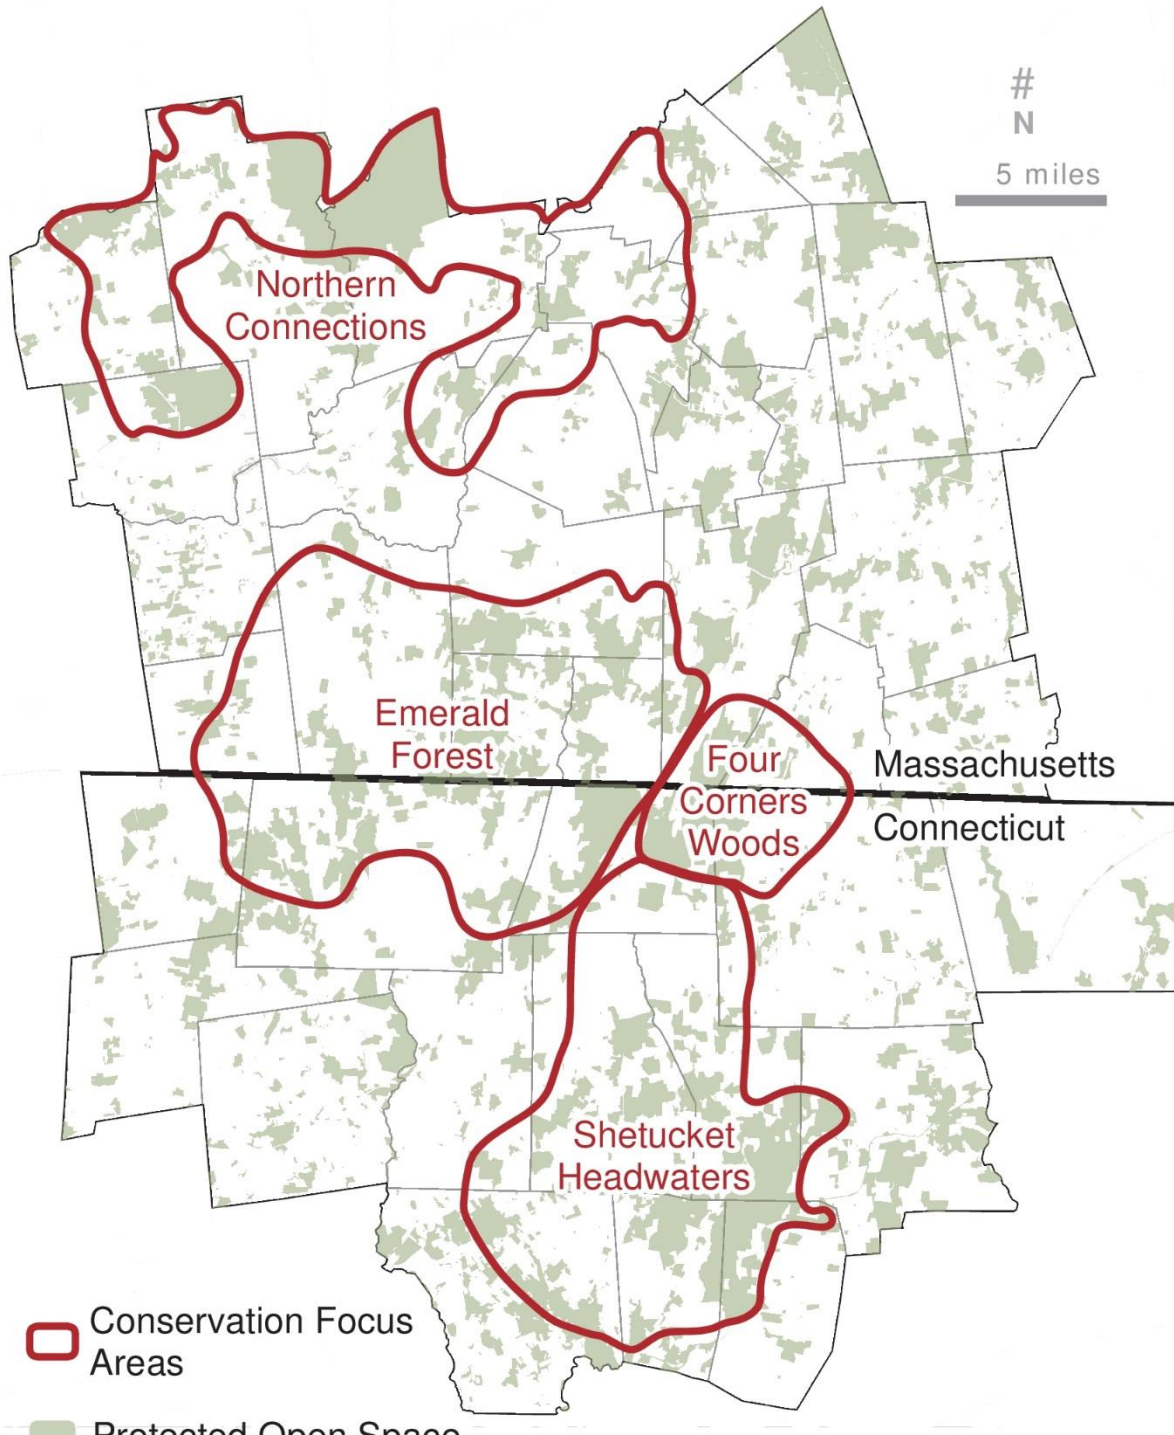 #
N
5 miles
Northern
Connections
Emerald
Forest
Four
Corners
Woods
Massachusetts
Connecticut
Shetucket
Headwaters
Conservation Focus
Areas
Protected Open Space